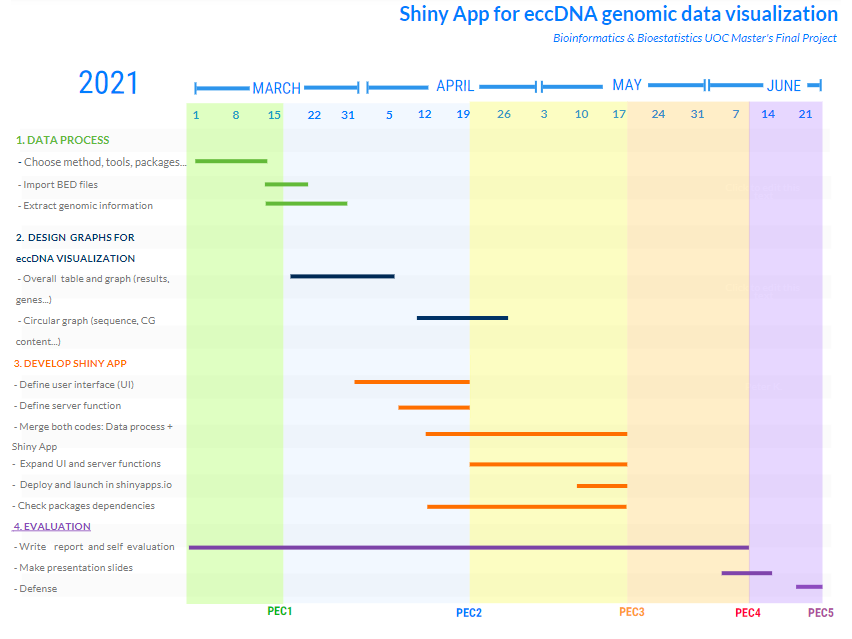 Shiny App for eccDNA genomic data visualization
Bioinformatics & Bioestatistics UOC Master's Final Project
2021
MARCH APRIL MAY JUNE
1 8 15 22 31 5 12 19 26 3 10 17 24 31 7 14 21
1. DATA PROCESS
- Choose method, tools, packages...
- Import BED files
- Extract genomic information
2. DESIGN GRAPHS FOR
eccDNA VISUALIZATION
- Overall table and graph (results,
genes...)
- Circular graph (sequence, CG
content...)
3. DEVELOP SHINY APP
- Define user interface (UI)
- Define server function
- Merge both codes: Data process +
Shiny App
- Expand UI and server functions
- Deploy and launch in shinyapps.io
- Check packages dependencies
4. EVALUATION
- Write report and self evaluation
- Make presentation slides
- Defense
PEC1 PEC2 PEC3 PEC4 PEC5